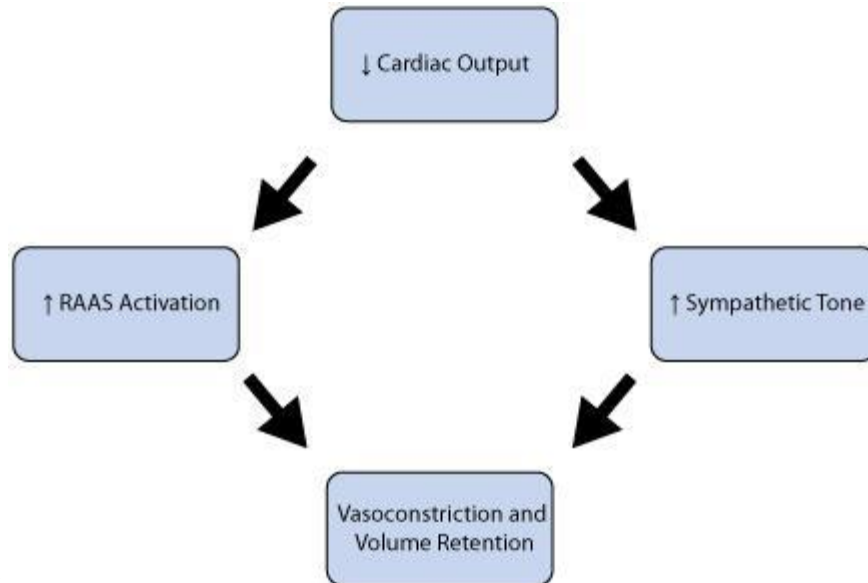 ↓ Cardiac Output
↑ RAAS Activation
↑ Sympathetic Tone
Vasoconstriction and
Volume Retention